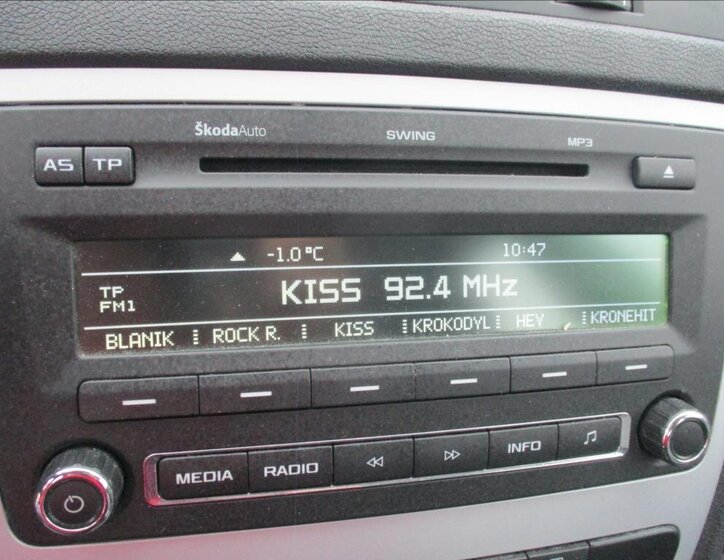 ŠkodaAuto
SWING
MP3
AS TP
-1.0 °C 10:47
TP
FM1
KISS 92.4 MHz
BLANIK ROCK R. KISS KROKODYL HEY KRONEHIT
MEDIA RADIO INFO